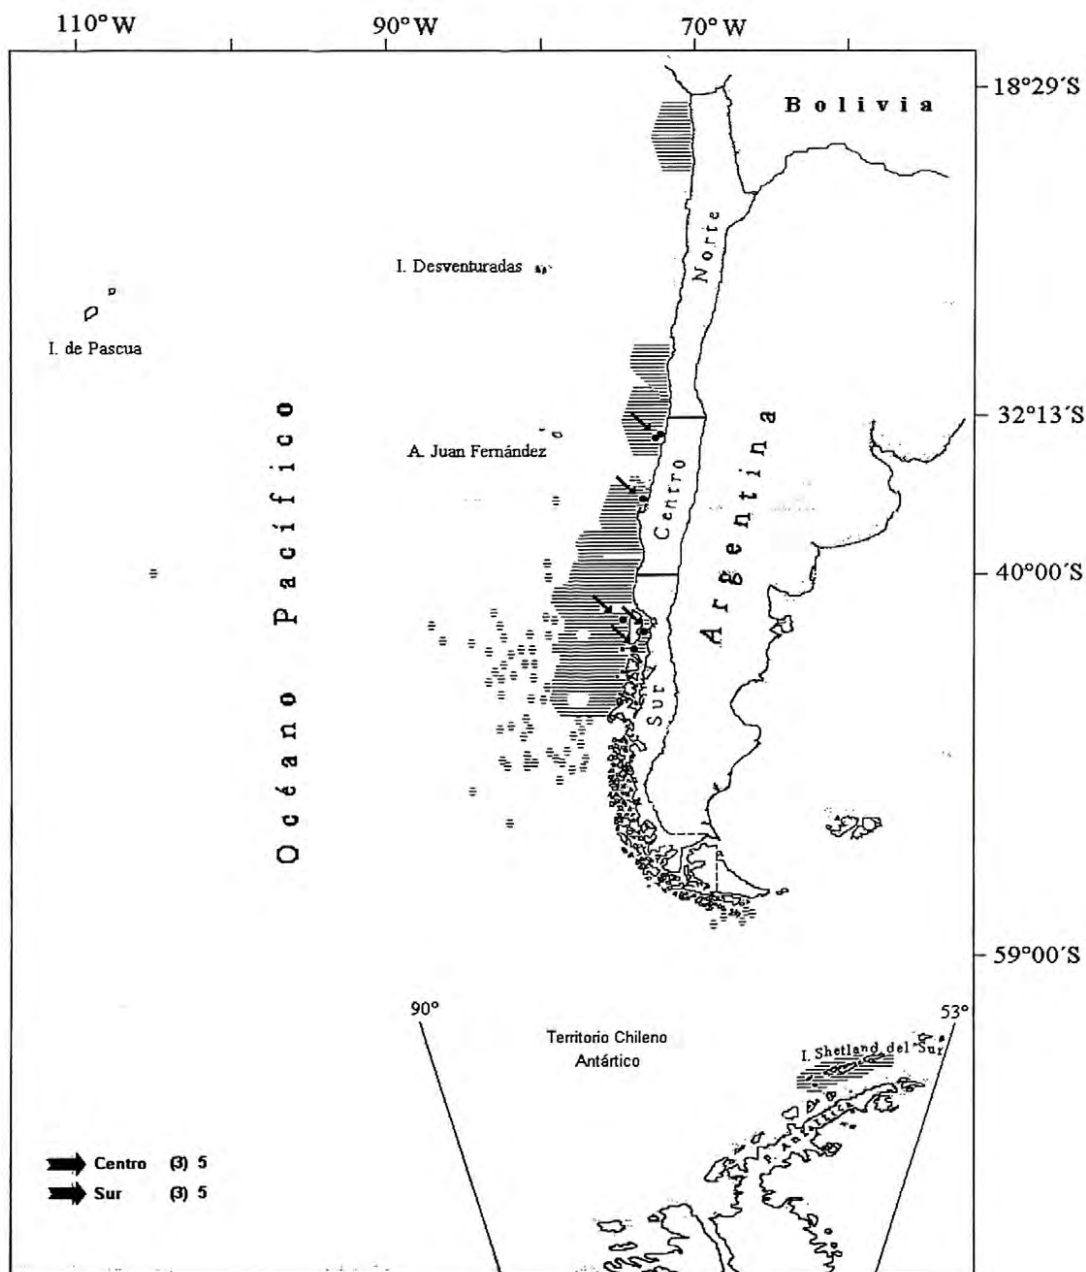 110° W 90° W 70° W
18°29´S
Bolivia
Norte
I. Desventuradas
I. de Pascua
32°13´S
A. Juan Fernández
Centro
Argentina
Océano Pacífico
40°00´S
Sur
59°00´S
90°
53°
Territorio Chileno
Antártico
I. Shetland del Sur
Centro (3) 5
Sur (3) 5